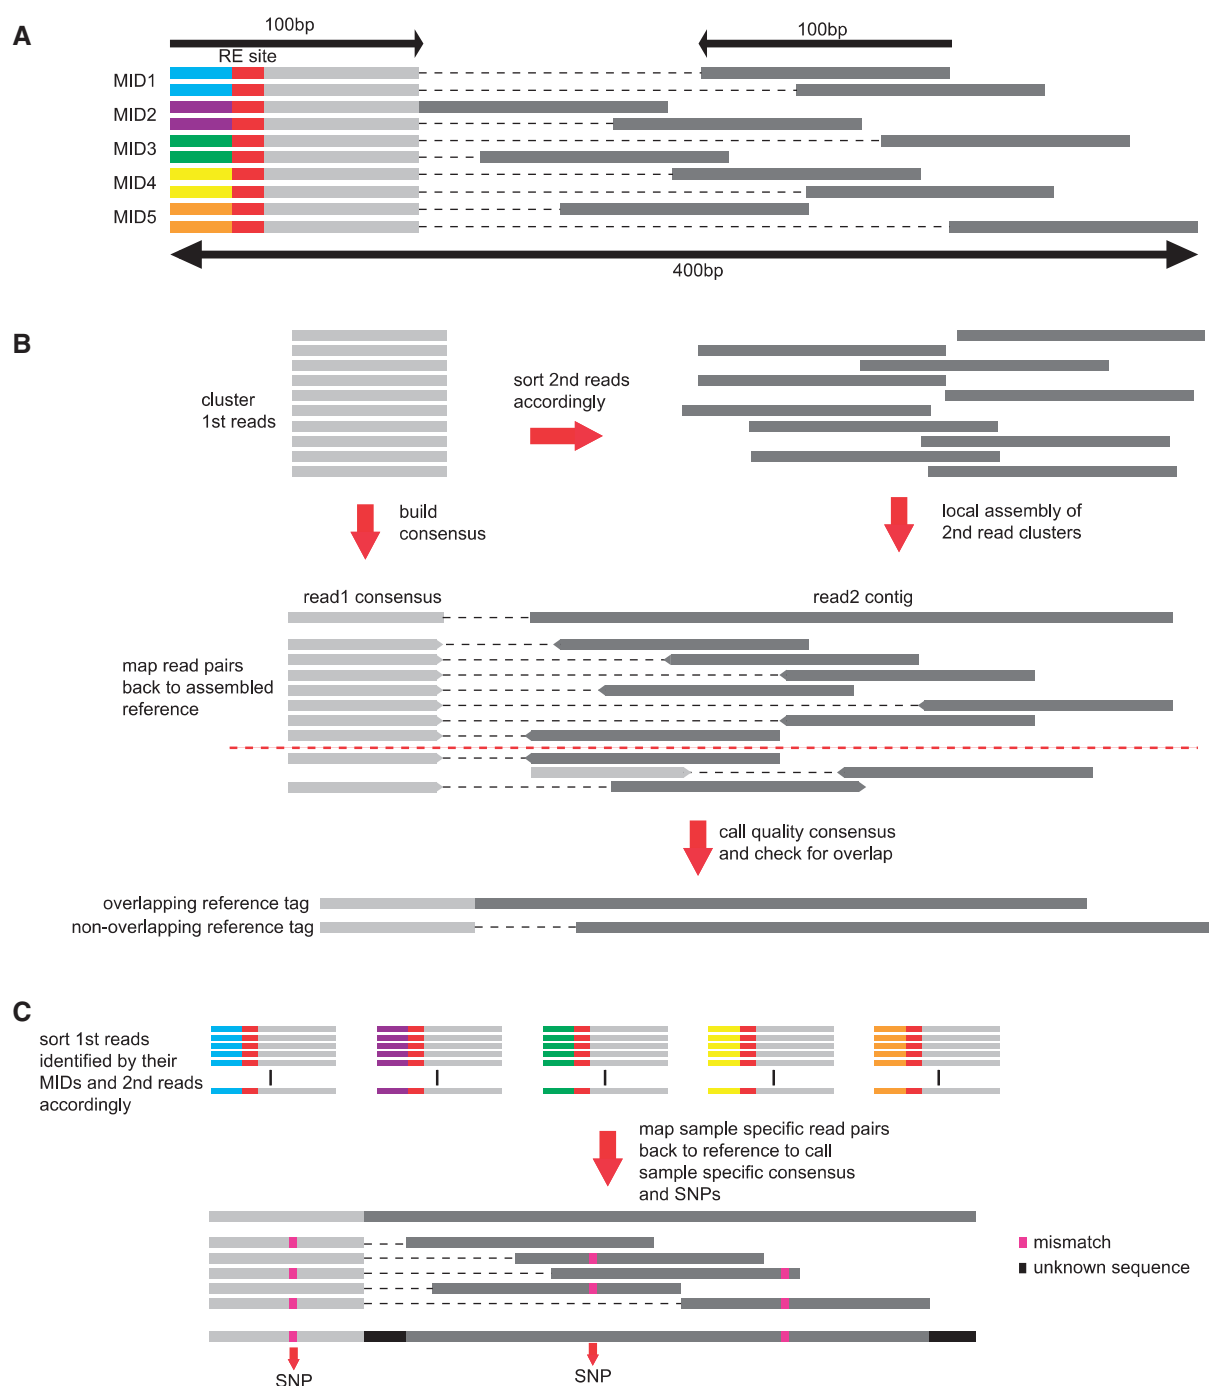 A
100bp
100bp
RE site
MID1
MID2
MID3
MID4
MID5
400bp
B
cluster
1st reads
sort 2nd reads
accordingly
build
consensus
local assembly of
2nd read clusters
read1 consensus
read2 contig
map read pairs
back to assembled
reference
call quality consensus
and check for overlap
overlapping reference tag
non-overlapping reference tag
C
sort 1st reads
identified by their
MIDs and 2nd reads
accordingly
map sample specific read pairs
back to reference to call
sample specific consensus
and SNPs
mismatch
unknown sequence
SNP
SNP